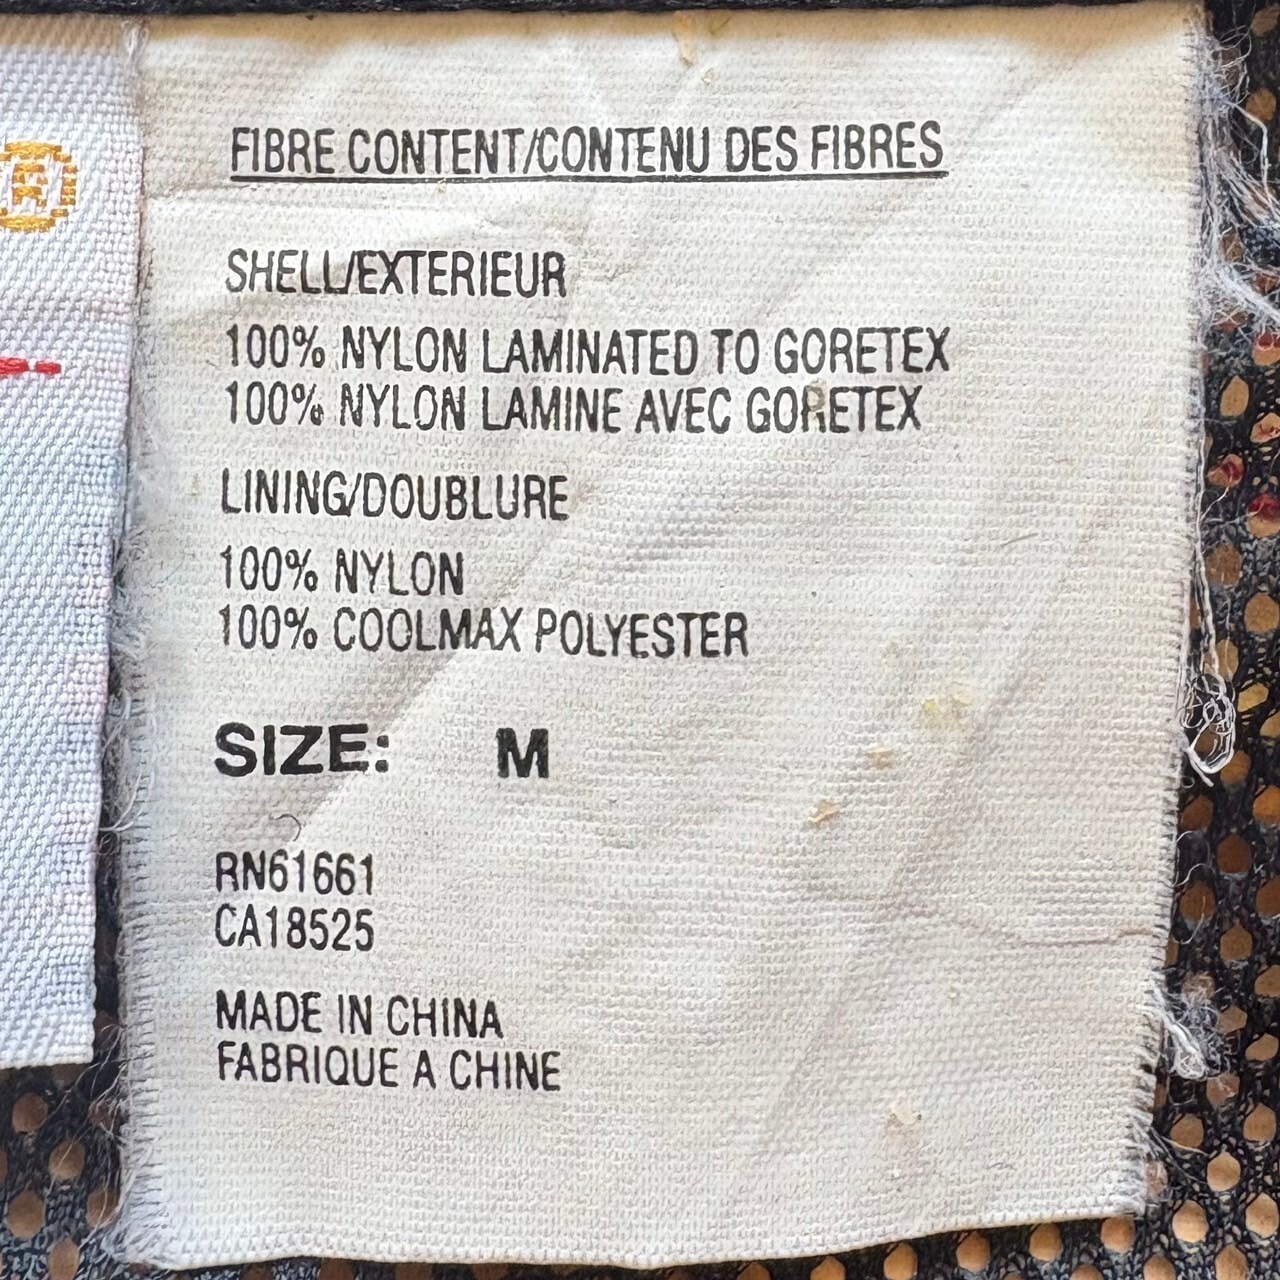 FIBRE CONTENT/CONTENU DES FIBRES
SHELL/EXTERIEUR
100% NYLON LAMINATED TO GORETEX
100% NYLON LAMINE AVEC GORETEX
LINING/DOUBLURE
100% NYLON
100% COOLMAX POLYESTER
SIZE: M
RN61661
CA18525
MADE IN CHINA
FABRIQUE A CHINE